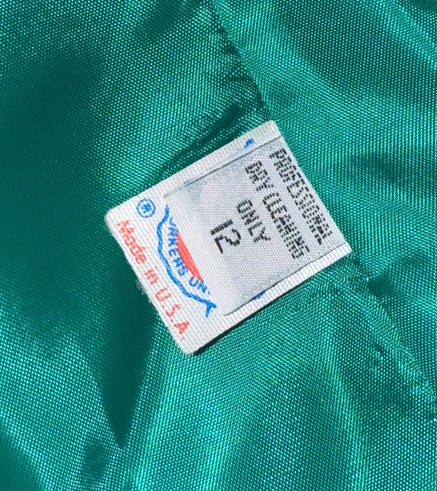 PROFESSIONAL
DRY CLEANING
ONLY
12
®
Made in U.S.A.